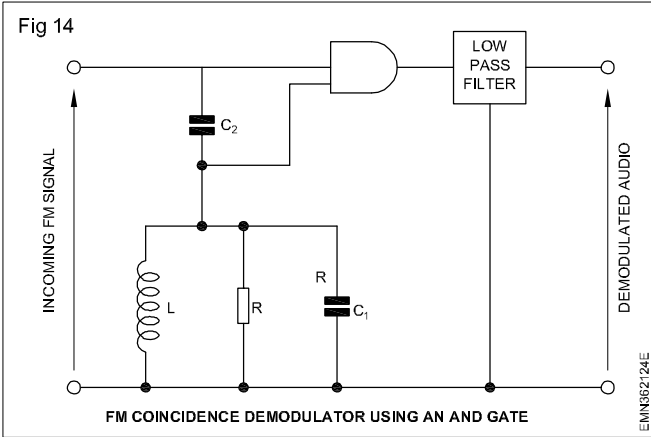 Fig 14
LOW
PASS
FILTER
C2
INCOMING FM SIGNAL
DEMODULATED AUDIO
L
R
R
C1
FM COINCIDENCE DEMODULATOR USING AN AND GATE
EMN362124E